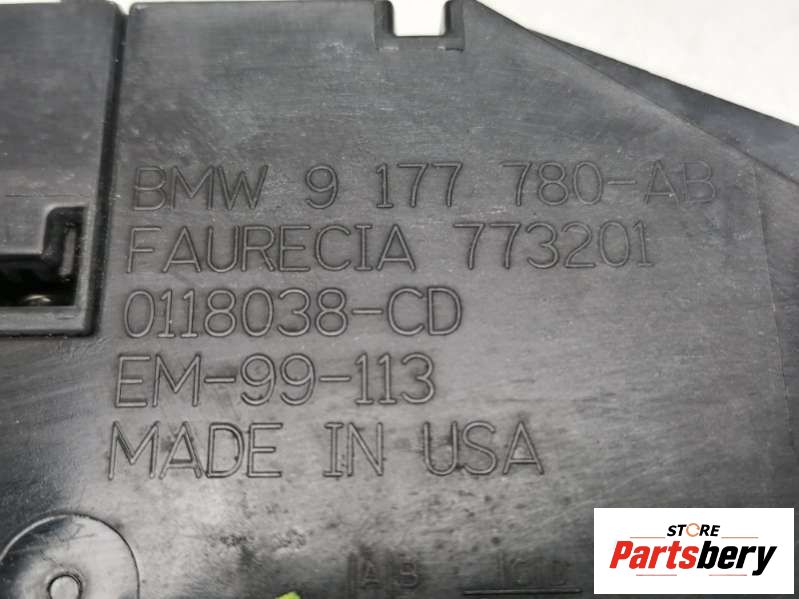 BMW 9 177 780-AB
FAURECIA 773201
0118038-CD
EM-99-113
MADE IN USA
STORE
Partsbery